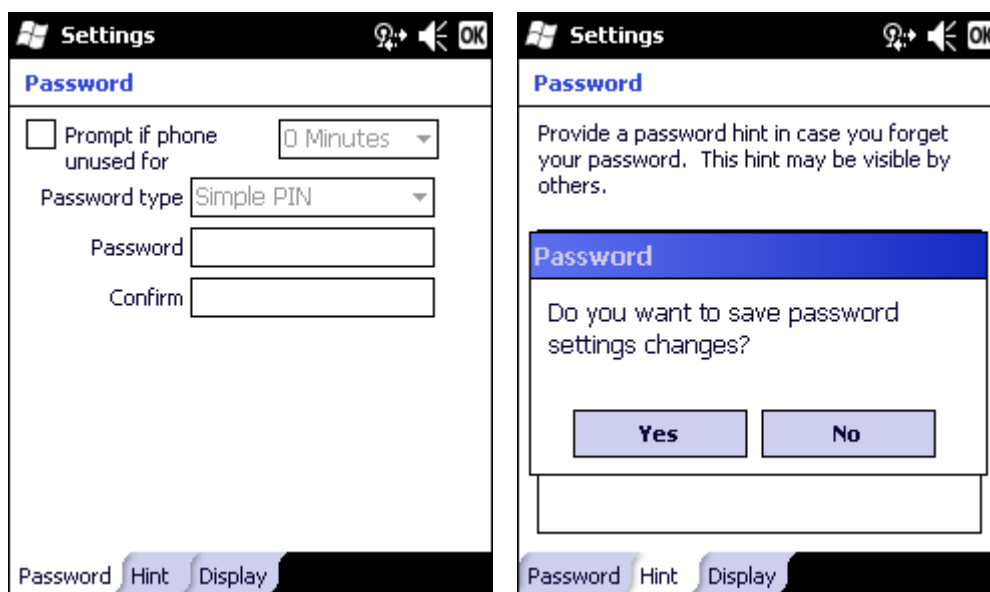 Settings OK
Password
Prompt if phone
unused for
0 Minutes
Password type Simple PIN
Password
Confirm
Password Hint Display
Settings OK
Password
Provide a password hint in case you forget
your password. This hint may be visible by
others.
Password
Do you want to save password
settings changes?
Yes No
Password Hint Display